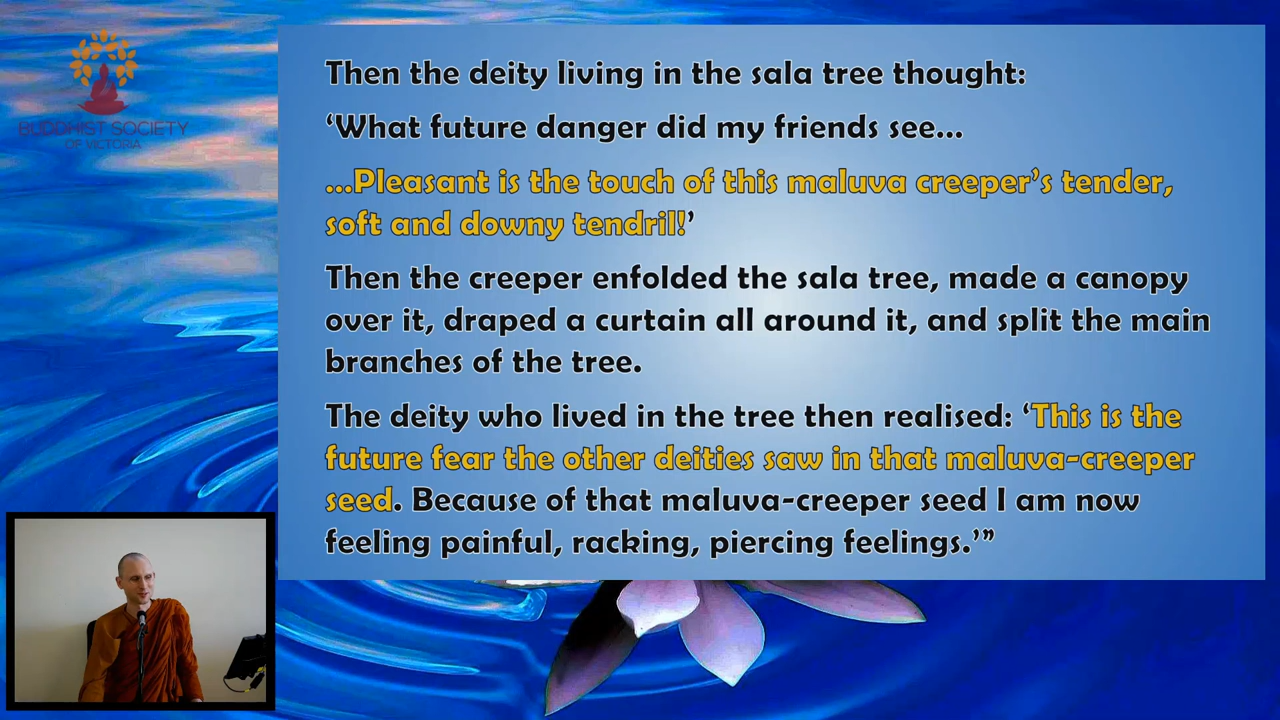 BUDDHIST SOCIETY
OF VICTORIA
Then the deity living in the sala tree thought:
‘What future danger did my friends see...
...Pleasant is the touch of this maluva creeper’s tender,
soft and downy tendril!’
Then the creeper enfolded the sala tree, made a canopy
over it, draped a curtain all around it, and split the main
branches of the tree.
The deity who lived in the tree then realised: ‘This is the
future fear the other deities saw in that maluva-creeper
seed. Because of that maluva-creeper seed I am now
feeling painful, racking, piercing feelings.’”